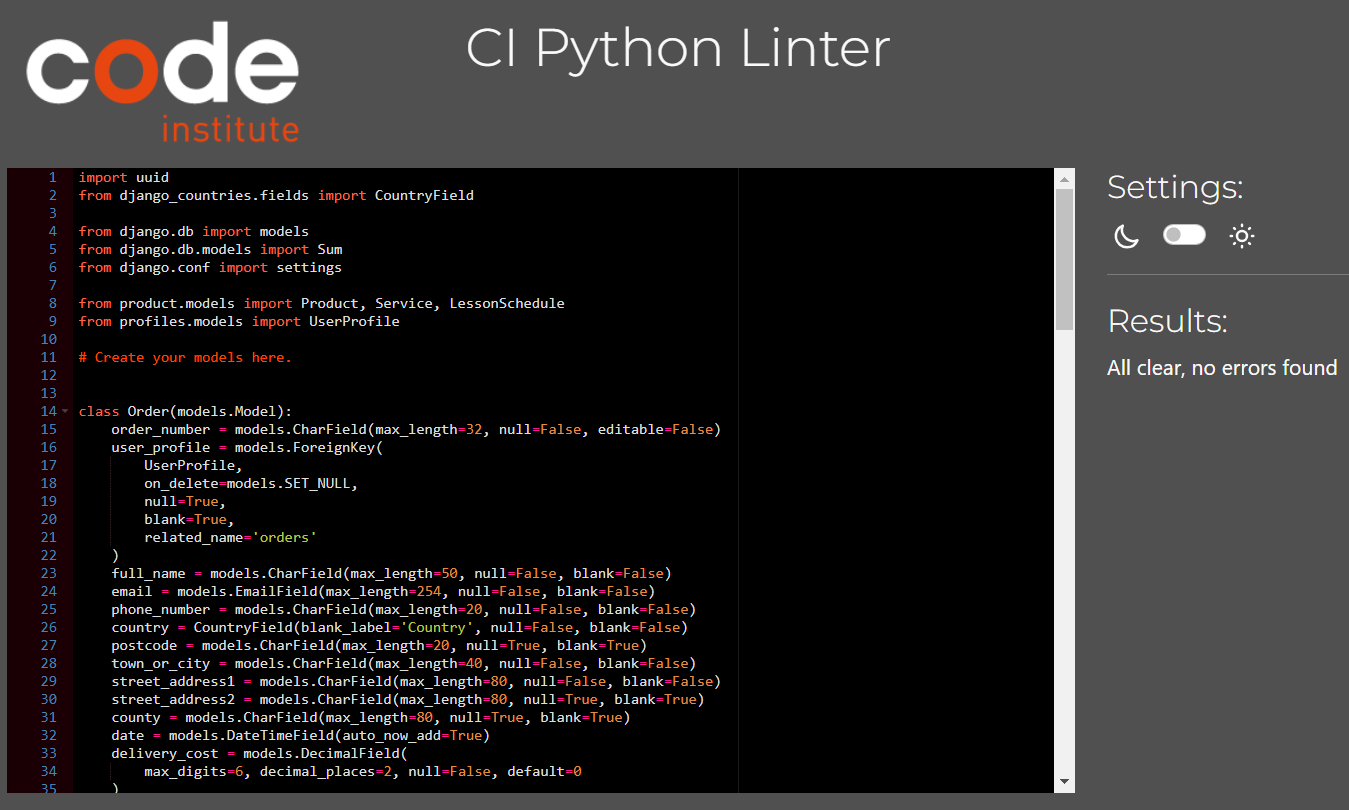 code
institute
CI Python Linter
1 import uuid
2 from django_countries.fields import CountryField
3
4 from django.db import models
5 from django.db.models import Sum
6 from django.conf import settings
7
8 from product.models import Product, Service, LessonSchedule
9 from profiles.models import UserProfile
10
11 # Create your models here.
12
13
14 class Order(models.Model):
15     order_number = models.CharField(max_length=32, null=False, editable=False)
16     user_profile = models.ForeignKey(
17         UserProfile,
18         on_delete=models.SET_NULL,
19         null=True,
20         blank=True,
21         related_name='orders'
22     )
23     full_name = models.CharField(max_length=50, null=False, blank=False)
24     email = models.EmailField(max_length=254, null=False, blank=False)
25     phone_number = models.CharField(max_length=20, null=False, blank=False)
26     country = CountryField(blank_label='Country', null=False, blank=False)
27     postcode = models.CharField(max_length=20, null=True, blank=True)
28     town_or_city = models.CharField(max_length=40, null=False, blank=False)
29     street_address1 = models.CharField(max_length=80, null=False, blank=False)
30     street_address2 = models.CharField(max_length=80, null=True, blank=True)
31     county = models.CharField(max_length=80, null=True, blank=True)
32     date = models.DateTimeField(auto_now_add=True)
33     delivery_cost = models.DecimalField(
34         max_digits=6, decimal_places=2, null=False, default=0
35     )
Settings:
Results:
All clear, no errors found